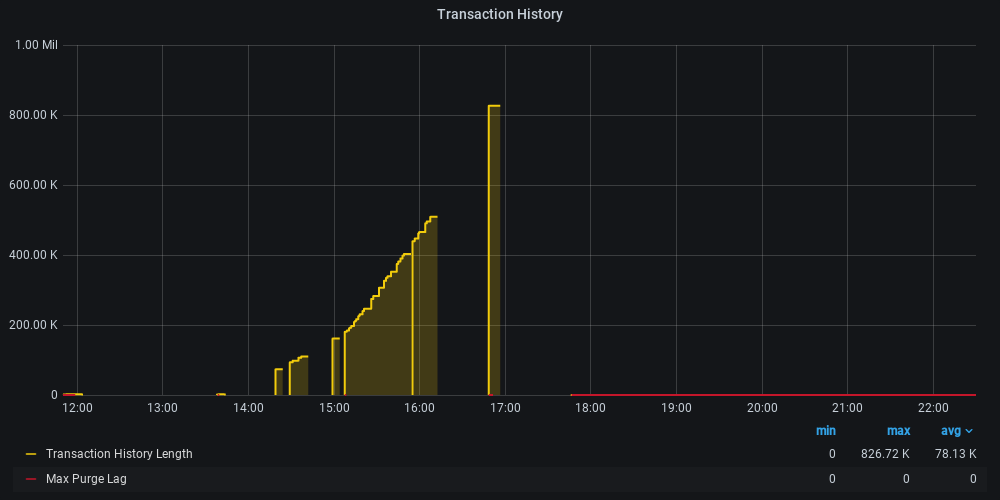 Transaction History
1.00 Mil
800.00 K
600.00 K
400.00 K
200.00 K
0
12:00 13:00 14:00 15:00 16:00 17:00 18:00 19:00 20:00 21:00 22:00
min max avg
Transaction History Length 0 826.72 K 78.13 K
Max Purge Lag 0 0 0